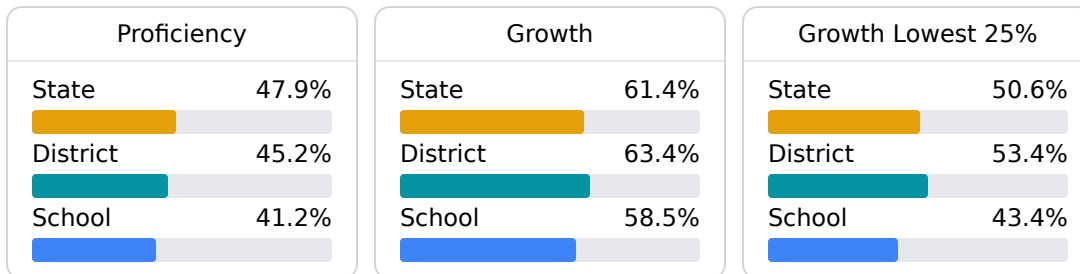 Proficiency
State 47.9%
District 45.2%
School 41.2%
Growth
State 61.4%
District 63.4%
School 58.5%
Growth Lowest 25%
State 50.6%
District 53.4%
School 43.4%